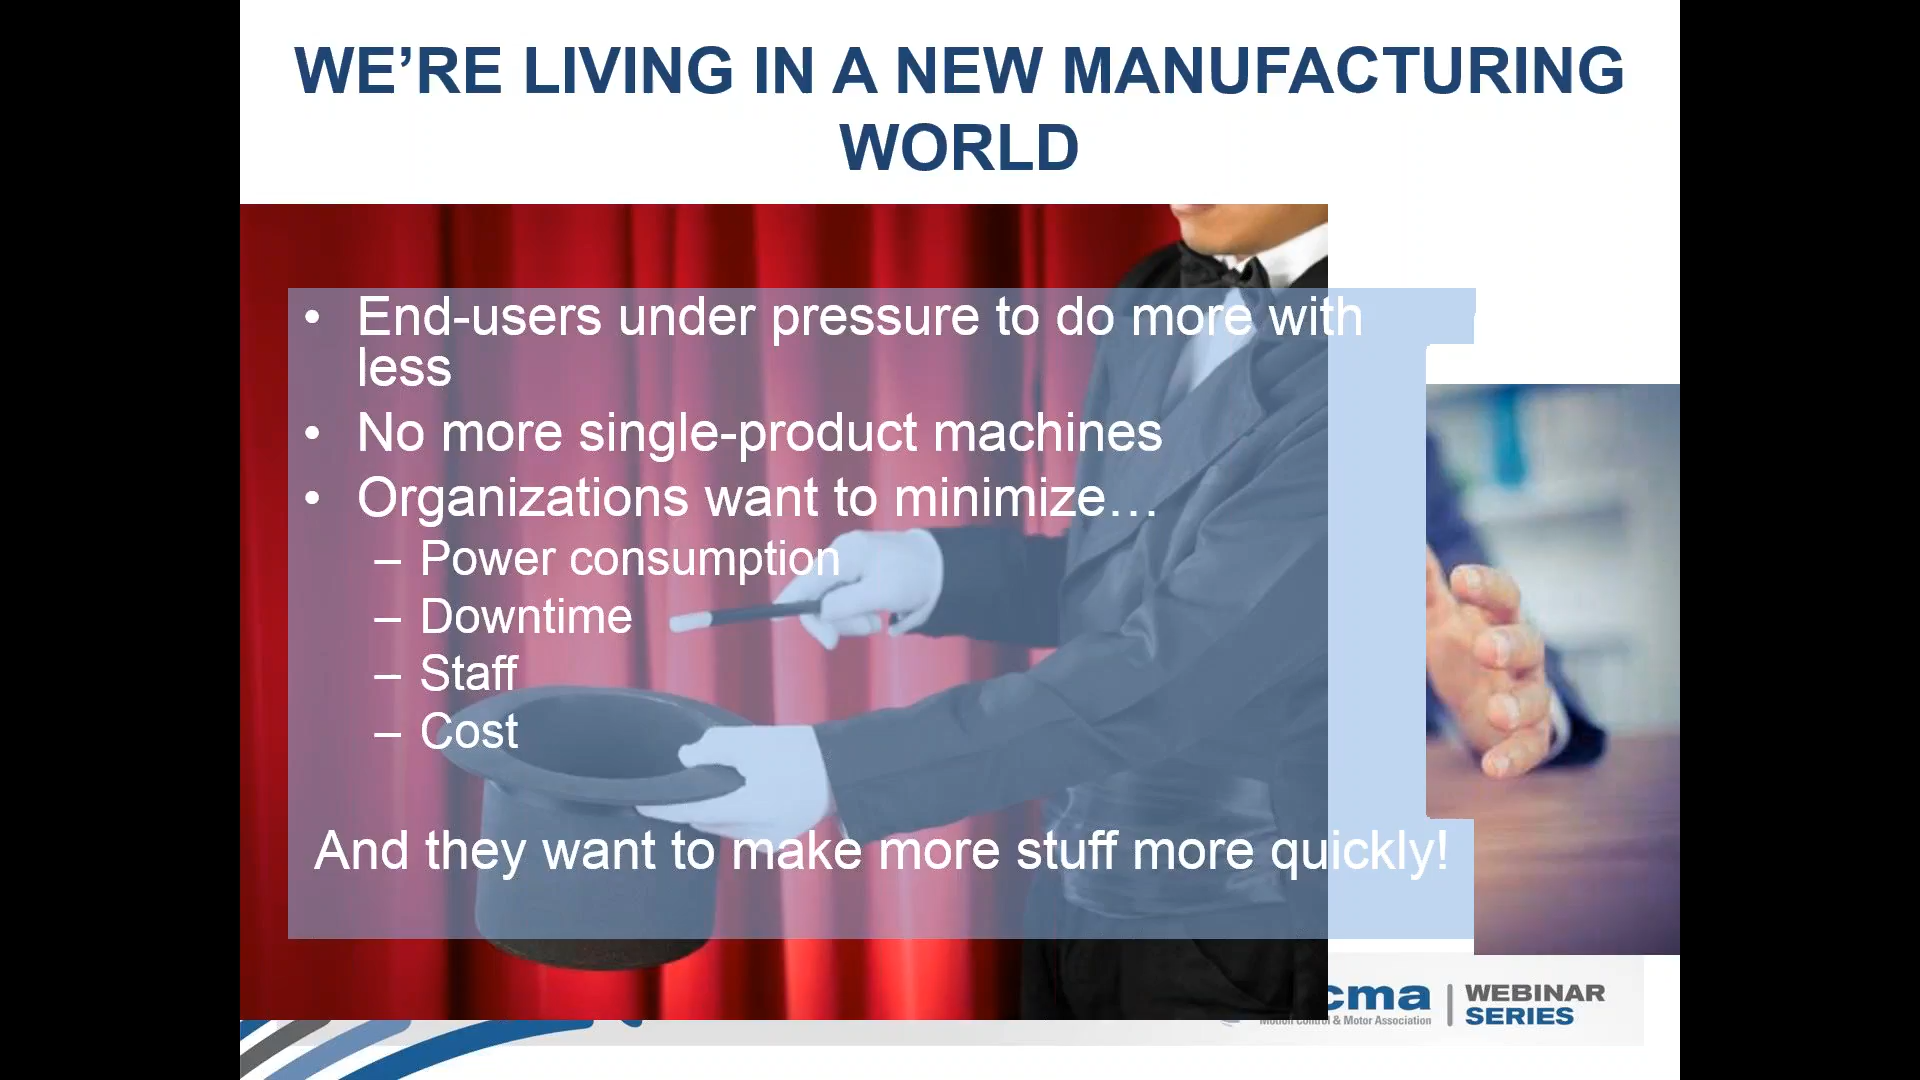 WE’RE LIVING IN A NEW MANUFACTURING
WORLD
• End-users under pressure to do more with
less
• No more single-product machines
• Organizations want to minimize…
– Power consumption
– Downtime
– Staff
– Cost
And they want to make more stuff more quickly!
cma
Motion Control & Motor Association
WEBINAR
SERIES